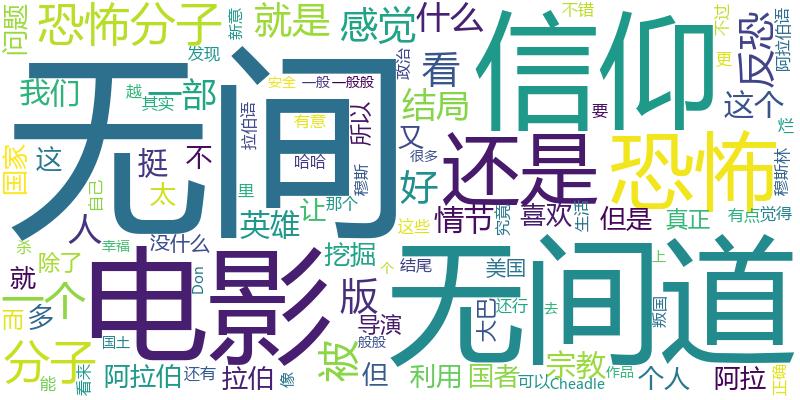 问题
恐怖分子
新意
就是
感觉
什么
信仰
不错
不过
反恐
阿拉伯语
无间
发现
我们
越
一部
其实
安全
一般
一般般
政治
看
结局
更
这个
国家
这
挺
不
拉伯语
有意
所以
又
还是
要
恐怖
烂
穆斯林
自己
太
里
哈哈
穆斯
很多
好
人
英雄
让
那个
这些
情节
究竟
喜欢
生活
但是
真正
有点
觉得
杀
幸福
没什么
就
除了
电影
Don
挖掘
个
结尾
无间道
美国
上
一个
而
多
版
导演
大巴
还行
去
叛国
分子
国土
般般
被
宗教
能
看来
阿拉伯
还有
拉伯
像
但
利用
国者
可以
Cheadle
作品
个人
阿拉
正确